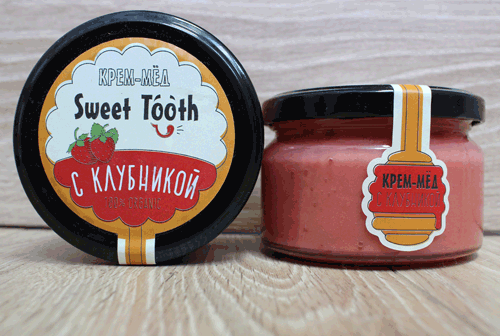 КРЕМ-МЁД
Sweet Tooth
С КЛУБНИКОЙ
100% ORGANIC
КРЕМ-МЁД
С КЛУБНИКОЙ